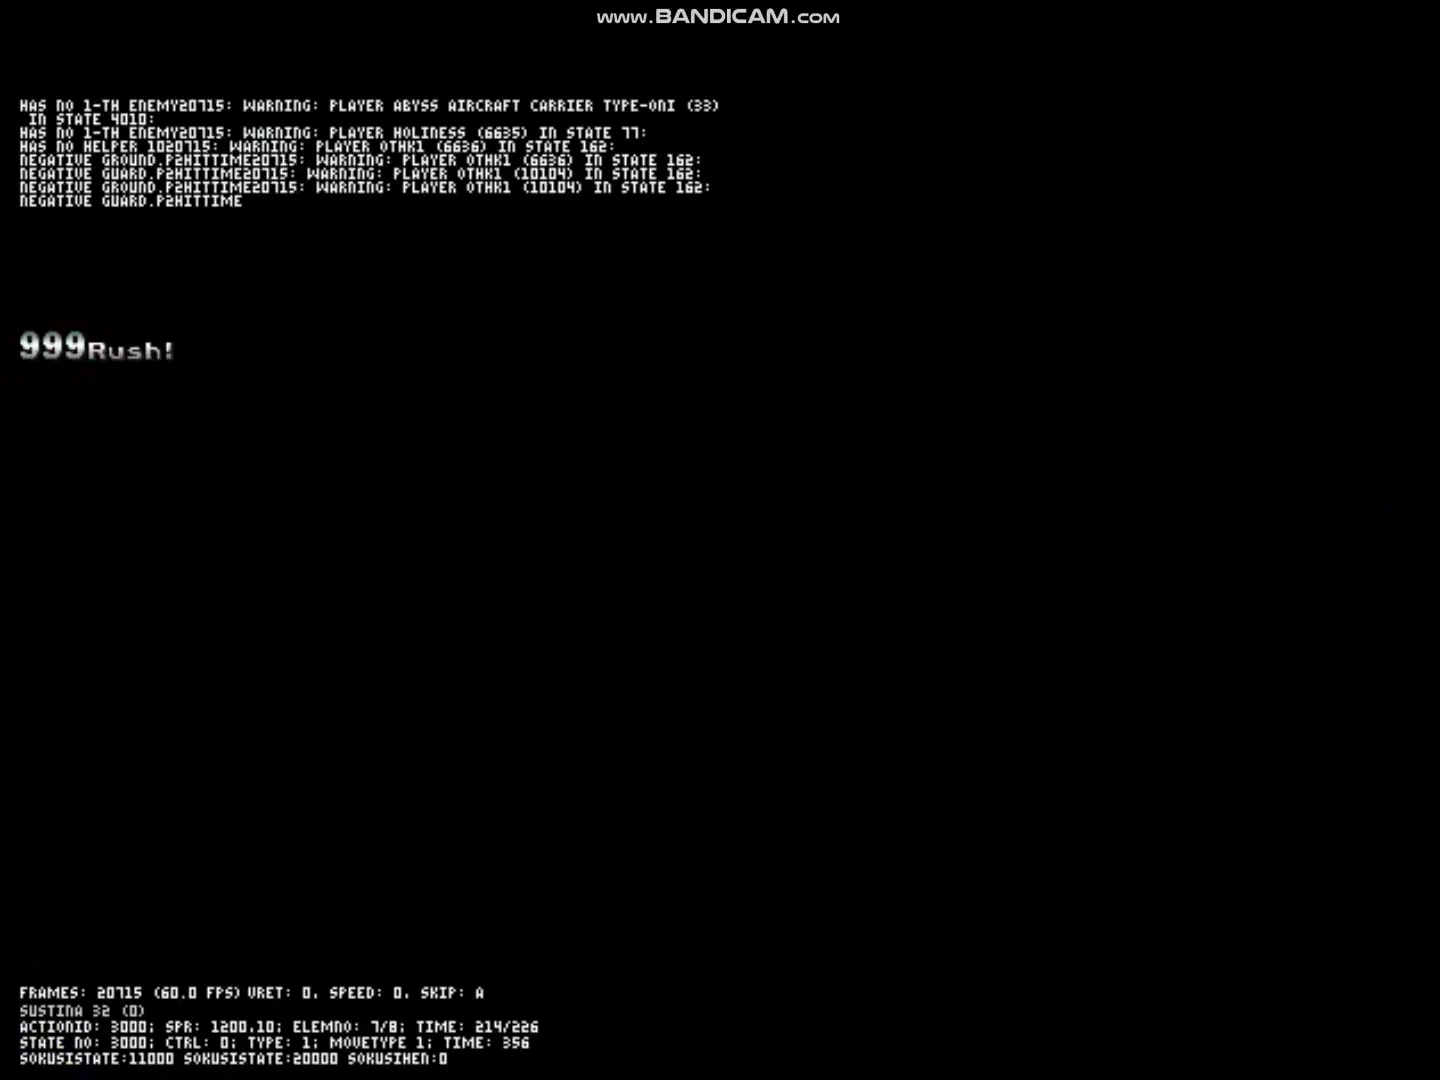 www.BANDICAM.com
HAS NO 1-TH ENEMY20715: WARNING: PLAYER ABYSS AIRCRAFT CARRIER TYPE-ONI (33)
IN STATE 4010:
HAS NO 1-TH ENEMY20715: WARNING: PLAYER HOLINESS (6635) IN STATE 77:
HAS NO HELPER 1020715: WARNING: PLAYER OTHK1 (6636) IN STATE 162:
NEGATIVE GROUND.P2HITTIME20715: WARNING: PLAYER OTHK1 (6636) IN STATE 162:
NEGATIVE GUARD.P2HITTIME20715: WARNING: PLAYER OTHK1 (10104) IN STATE 162:
NEGATIVE GROUND.P2HITTIME20715: WARNING: PLAYER OTHK1 (10104) IN STATE 162:
NEGATIVE GUARD.P2HITTIME
999Rush!
FRAMES: 20715 (60.0 FPS) VRET: 0, SPEED: 0, SKIP: A
SUSTINA 32 (0)
ACTIONID: 3000; SPR: 1200,10; ELEMNO: 7/8; TIME: 214/226
STATE NO: 3000; CTRL: 0; TYPE: 1; MOVETYPE 1; TIME: 356
SOKUSISTATE:11000 SOKUSISTATE:20000 SOKUSIHEN:0